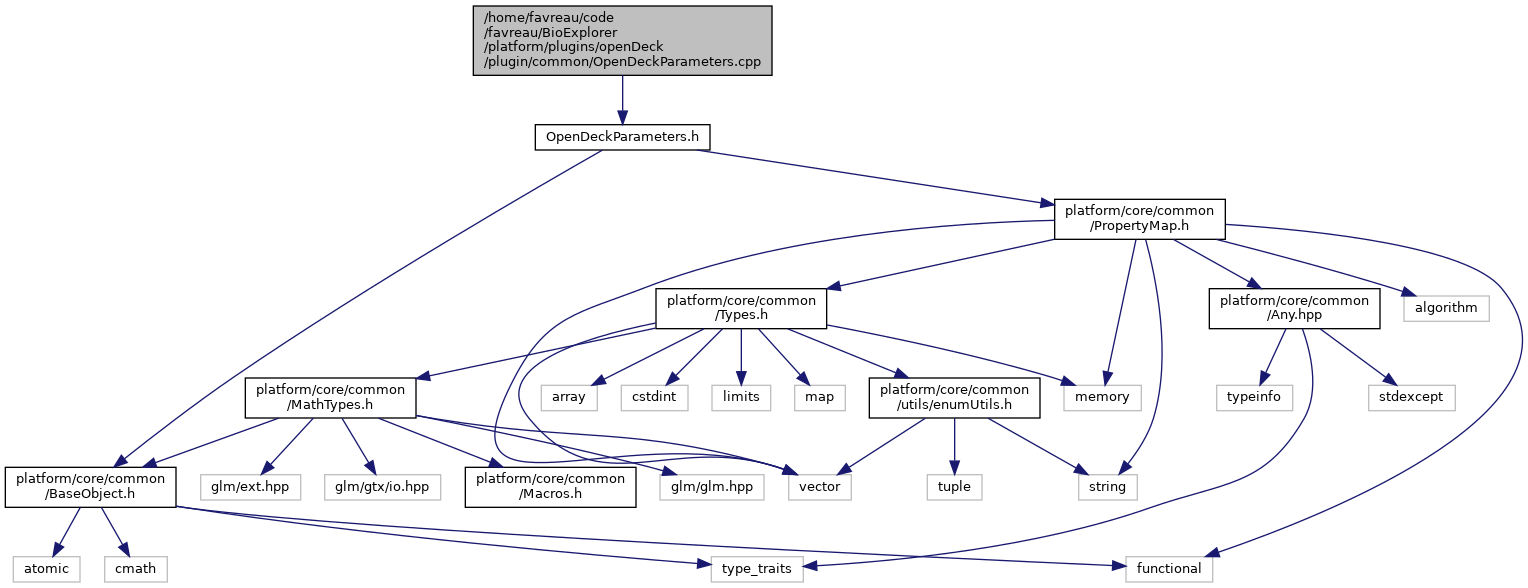 /home/favreau/code
/favreau/BioExplorer
/platform/plugins/openDeck
/plugin/common/OpenDeckParameters.cpp
OpenDeckParameters.h
platform/core/common
/PropertyMap.h
platform/core/common
/Types.h
platform/core/common
/Any.hpp
algorithm
platform/core/common
/MathTypes.h
array
cstdint
limits
map
platform/core/common
/utils/enumUtils.h
memory
typeinfo
stdexcept
platform/core/common
/BaseObject.h
glm/ext.hpp
glm/gtx/io.hpp
platform/core/common
/Macros.h
glm/glm.hpp
vector
tuple
string
atomic
cmath
type_traits
functional